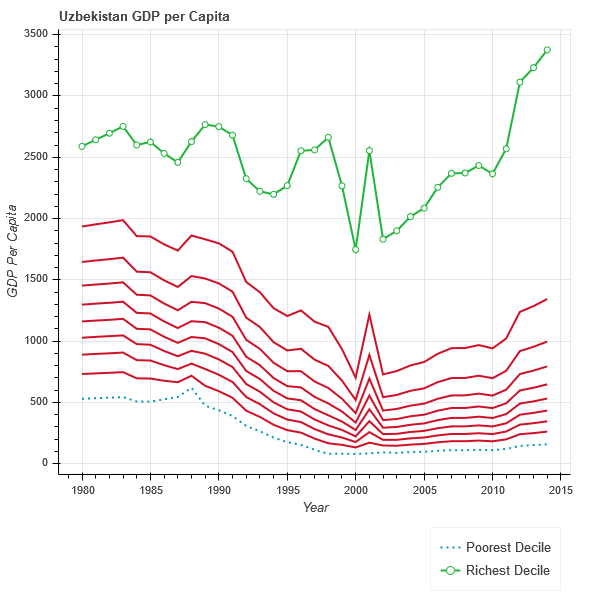 Uzbekistan GDP per Capita
3500
3000
2500
2000
1500
1000
500
0
GDP Per Capita
1980 1985 1990 1995 2000 2005 2010 2015
Year
Poorest Decile
Richest Decile